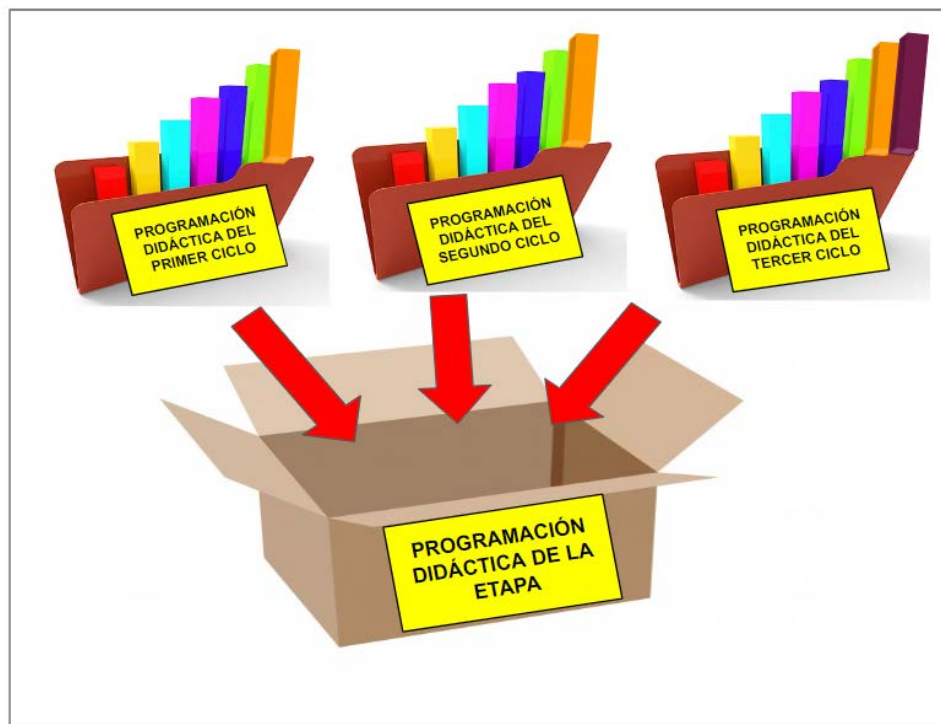 PROGRAMACIÓN
DIDÁCTICA DEL
PRIMER CICLO
PROGRAMACIÓN
DIDÁCTICA DEL
SEGUNDO CICLO
PROGRAMACIÓN
DIDÁCTICA DEL
TERCER CICLO
PROGRAMACIÓN
DIDÁCTICA DE LA
ETAPA